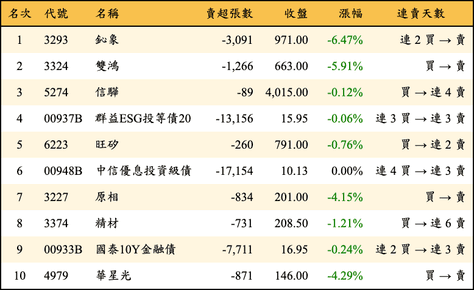 名次 代號 名稱 賣超張數 收盤 漲幅 連賣天數
1 3293 鈊象 -3,091 971.00 -6.47% 連 2 買 → 賣
2 3324 雙鴻 -1,266 663.00 -5.91% 買 → 賣
3 5274 信驊 -89 4,015.00 -0.12% 買 → 連 4 賣
4 00937B 群益ESG投等債20 -13,156 15.95 -0.06% 連 3 買 → 連 3 賣
5 6223 旺矽 -260 791.00 -0.76% 買 → 連 2 賣
6 00948B 中信優息投資級債 -17,154 10.13 0.00% 連 4 買 → 連 3 賣
7 3227 原相 -834 201.00 -4.15% 買 → 賣
8 3374 精材 -731 208.50 -1.21% 買 → 連 6 賣
9 00933B 國泰10Y金融債 -7,711 16.95 -0.24% 連 2 買 → 連 3 賣
10 4979 華星光 -871 146.00 -4.29% 買 → 賣